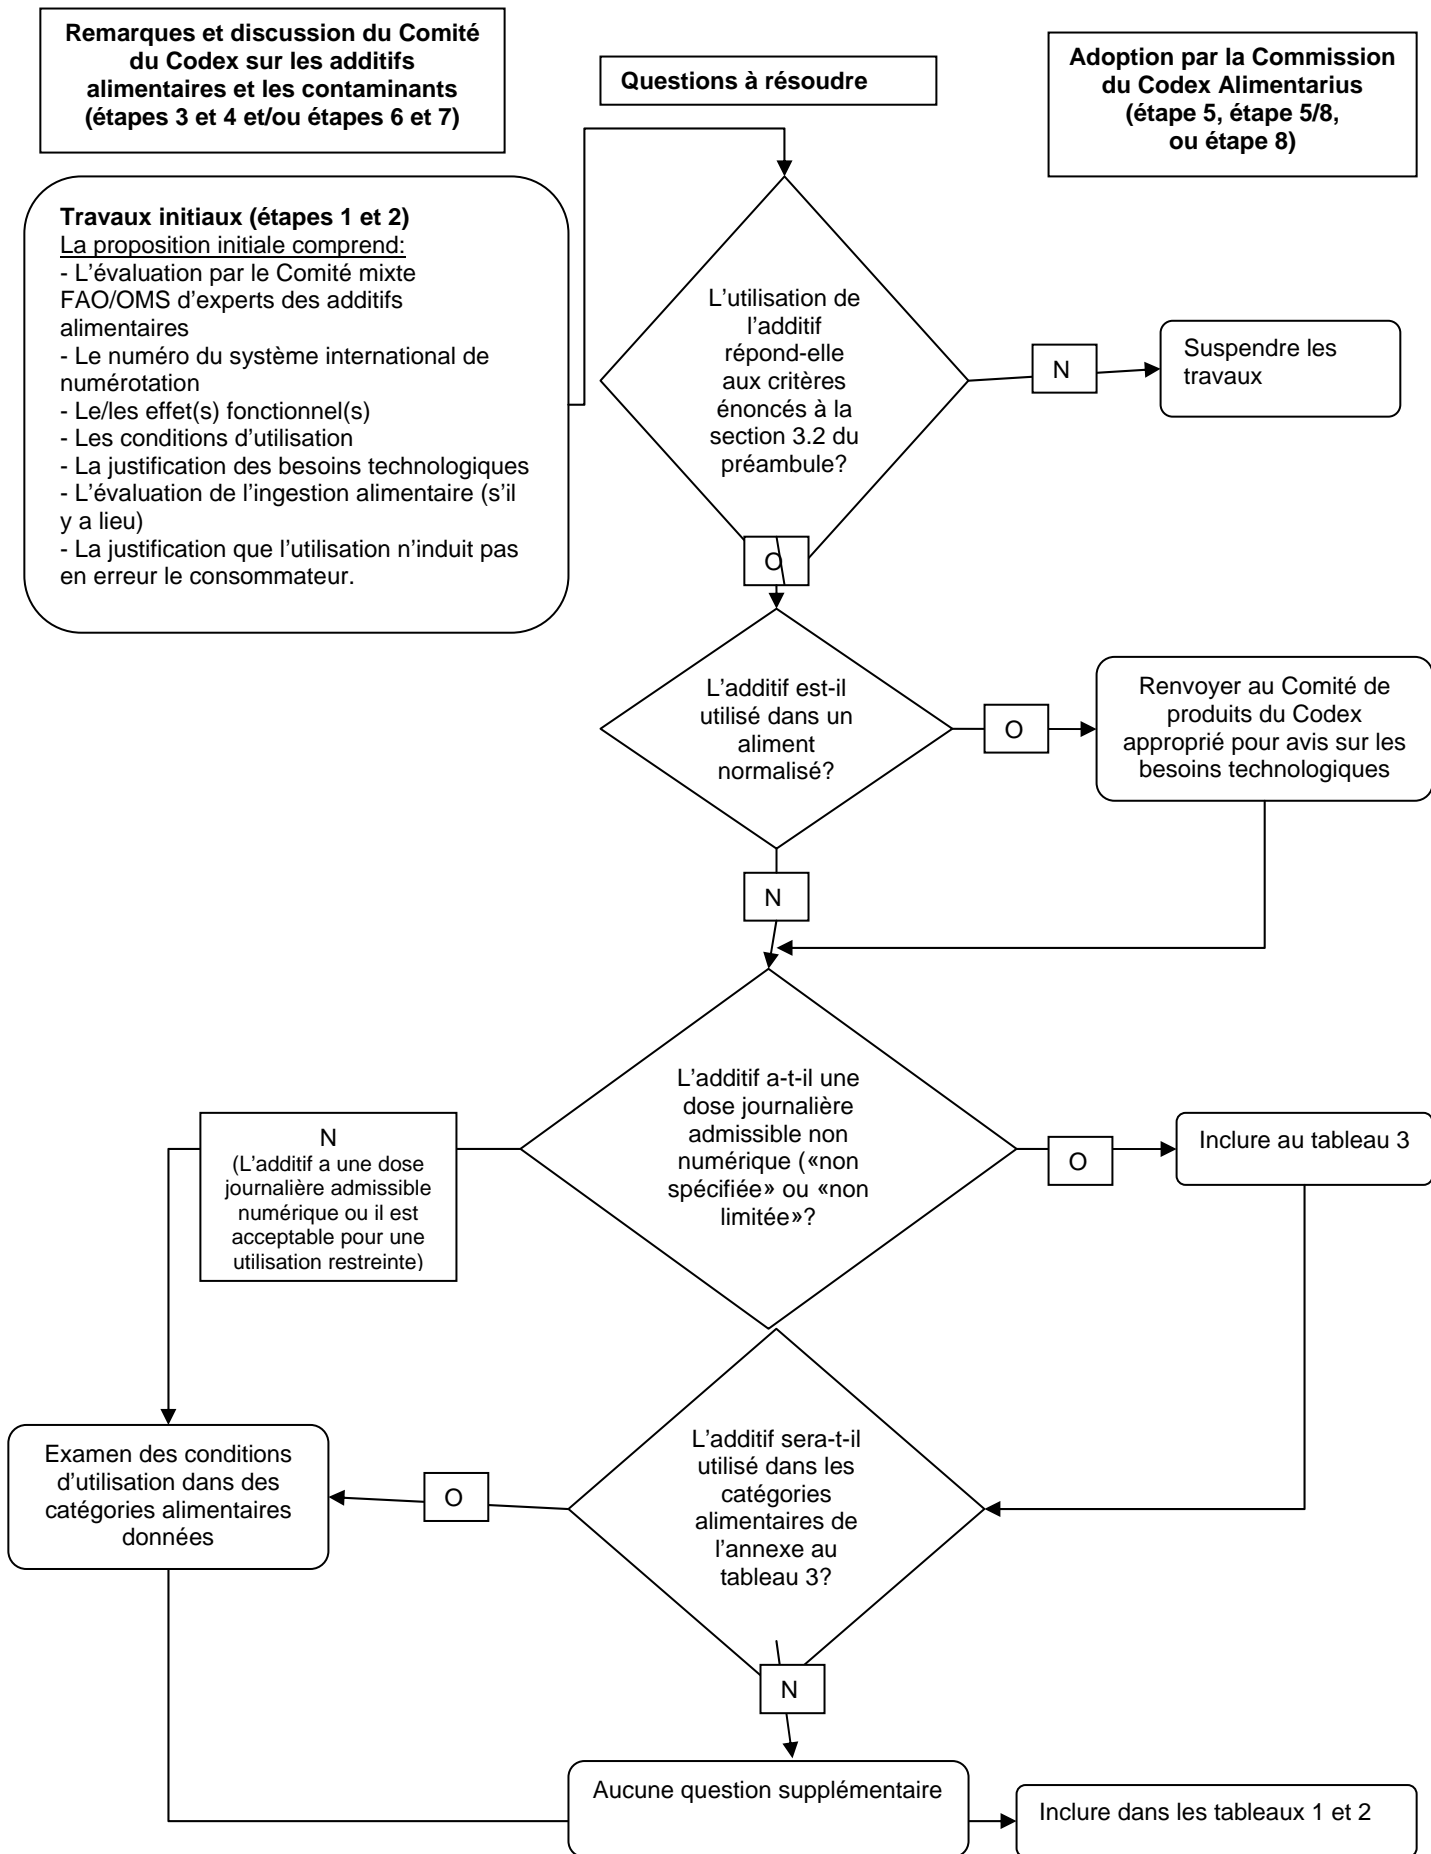 Remarques et discussion du Comité
du Codex sur les additifs
alimentaires et les contaminants
(étapes 3 et 4 et/ou étapes 6 et 7)
Questions à résoudre
Adoption par la Commission
du Codex Alimentarius
(étape 5, étape 5/8,
ou étape 8)
Travaux initiaux (étapes 1 et 2)
La proposition initiale comprend:
- L’évaluation par le Comité mixte
FAO/OMS d’experts des additifs
alimentaires
- Le numéro du système international de
numérotation
- Le/les effet(s) fonctionnel(s)
- Les conditions d’utilisation
- La justification des besoins technologiques
- L’évaluation de l’ingestion alimentaire (s’il
y a lieu)
- La justification que l’utilisation n’induit pas
en erreur le consommateur.
L’utilisation de
l’additif
répond-elle
aux critères
énoncés à la
section 3.2 du
préambule?
N
Suspendre les
travaux
O
L’additif est-il
utilisé dans un
aliment
normalisé?
O
Renvoyer au Comité de
produits du Codex
approprié pour avis sur les
besoins technologiques
N
L’additif a-t-il une
dose journalière
admissible non
numérique («non
spécifiée» ou «non
limitée»?
N
(L’additif a une dose
journalière admissible
numérique ou il est
acceptable pour une
utilisation restreinte)
O
Inclure au tableau 3
L’additif sera-t-il
utilisé dans les
catégories
alimentaires de
l’annexe au
tableau 3?
O
Examen des conditions
d’utilisation dans des
catégories alimentaires
données
N
Aucune question supplémentaire
Inclure dans les tableaux 1 et 2